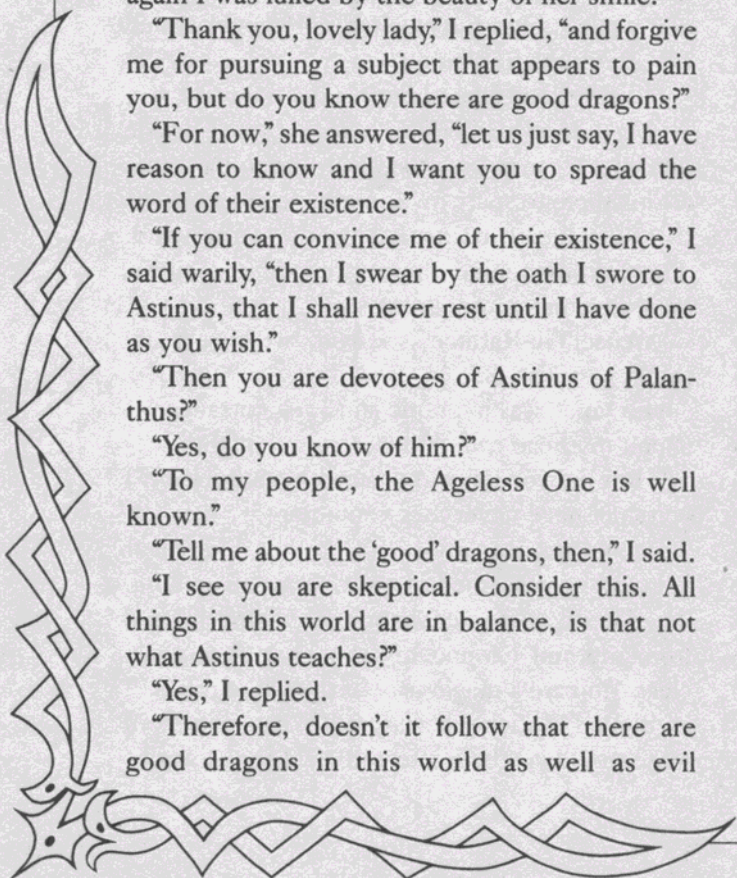 again I was lulled by the beauty of her smile.
“Thank you, lovely lady,” I replied, “and forgive
me for pursuing a subject that appears to pain
you, but do you know there are good dragons?”
“For now,” she answered, “let us just say, I have
reason to know and I want you to spread the
word of their existence.”
“If you can convince me of their existence,” I
said warily, “then I swear by the oath I swore to
Astinus, that I shall never rest until I have done
as you wish.”
“Then you are devotees of Astinus of Palan-
thus?”
“Yes, do you know of him?”
“To my people, the Ageless One is well
known.”
“Tell me about the ‘good’ dragons, then,” I said.
“I see you are skeptical. Consider this. All
things in this world are in balance, is that not
what Astinus teaches?”
“Yes,” I replied.
“Therefore, doesn't it follow that there are
good dragons in this world as well as evil